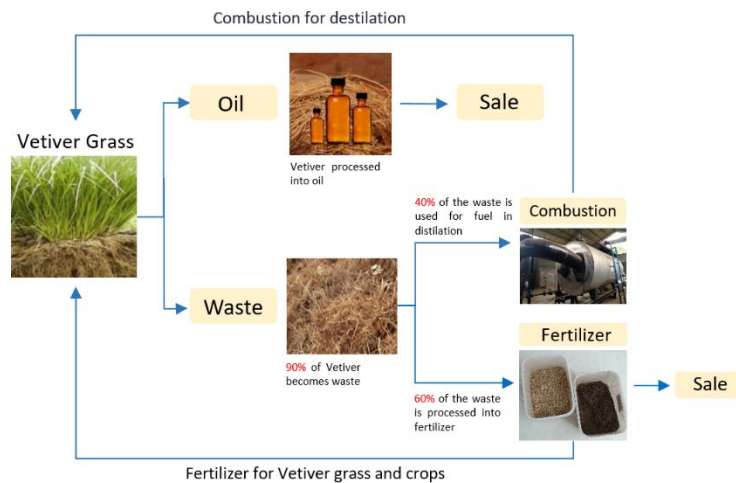 Combustion for destilation
Oil
Sale
Vetiver Grass
Vetiver processed
into oil
40% of the waste is
used for fuel in
distilation
Combustion
Waste
90% of Vetiver
becomes waste
Fertilizer
Sale
60% of the waste
is processed into
fertilizer
Fertilizer for Vetiver grass and crops